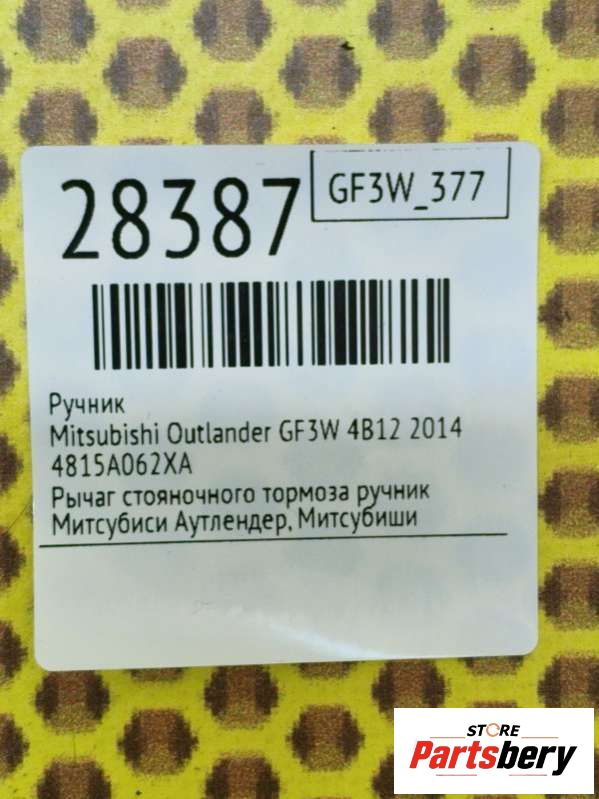 28387
GF3W_377
Ручник
Mitsubishi Outlander GF3W 4B12 2014
4815A062XA
Рычаг стояночного тормоза ручник
Митсубиси Аутлендер, Митсубиши
STORE
Partsbery